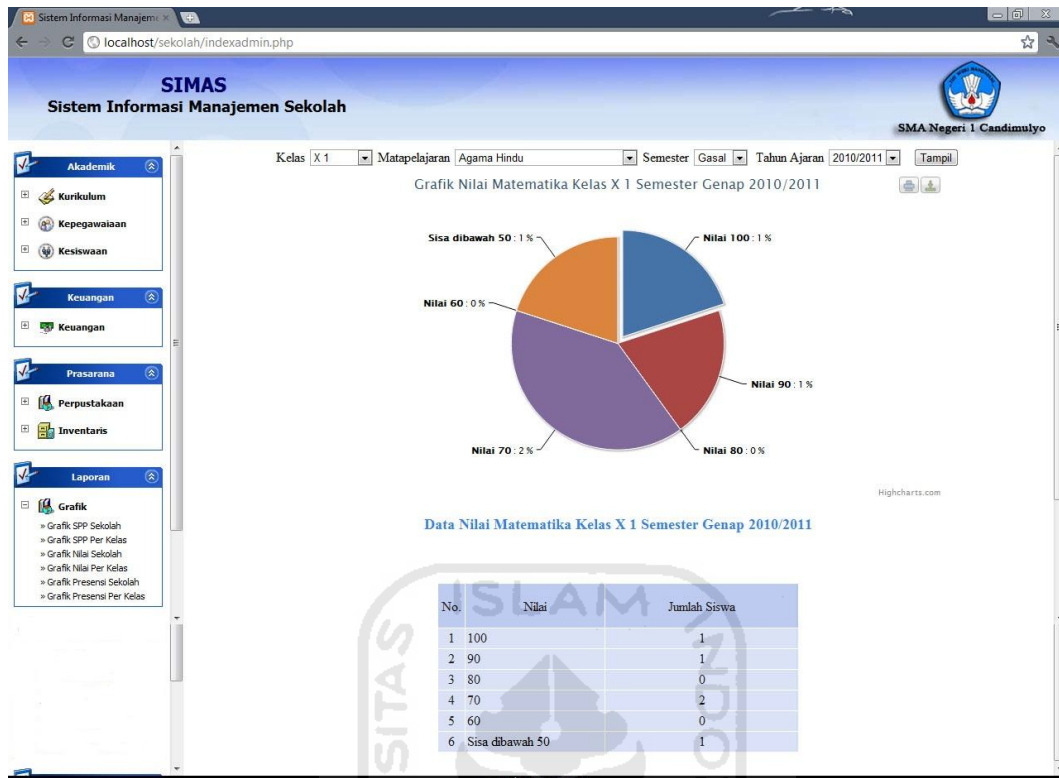 Sistem Informasi Manajeme
localhost/sekolah/indexadmin.php
SIMAS
Sistem Informasi Manajemen Sekolah
SMA Negeri 1 Candimulyo
Akademik
Kurikulum
Kepegawaiaan
Kesiswaan
Keuangan
Keuangan
Prasarana
Perpustakaan
Inventaris
Laporan
Grafik
» Grafik SPP Sekolah
» Grafik SPP Per Kelas
» Grafik Nilai Sekolah
» Grafik Nilai Per Kelas
» Grafik Presensi Sekolah
» Grafik Presensi Per Kelas
Kelas X 1 Matapelajaran Agama Hindu Semester Gasal Tahun Ajaran 2010/2011 Tampil
Grafik Nilai Matematika Kelas X 1 Semester Genap 2010/2011
Sisa dibawah 50 : 1 %
Nilai 100 : 1 %
Nilai 60 : 0 %
Nilai 90 : 1 %
Nilai 70 : 2 %
Nilai 80 : 0 %
Highcharts.com
Data Nilai Matematika Kelas X 1 Semester Genap 2010/2011
No. Nilai Jumlah Siswa
1 100 1
2 90 1
3 80 0
4 70 2
5 60 0
6 Sisa dibawah 50 1
ISLAM
SITAS
INDO